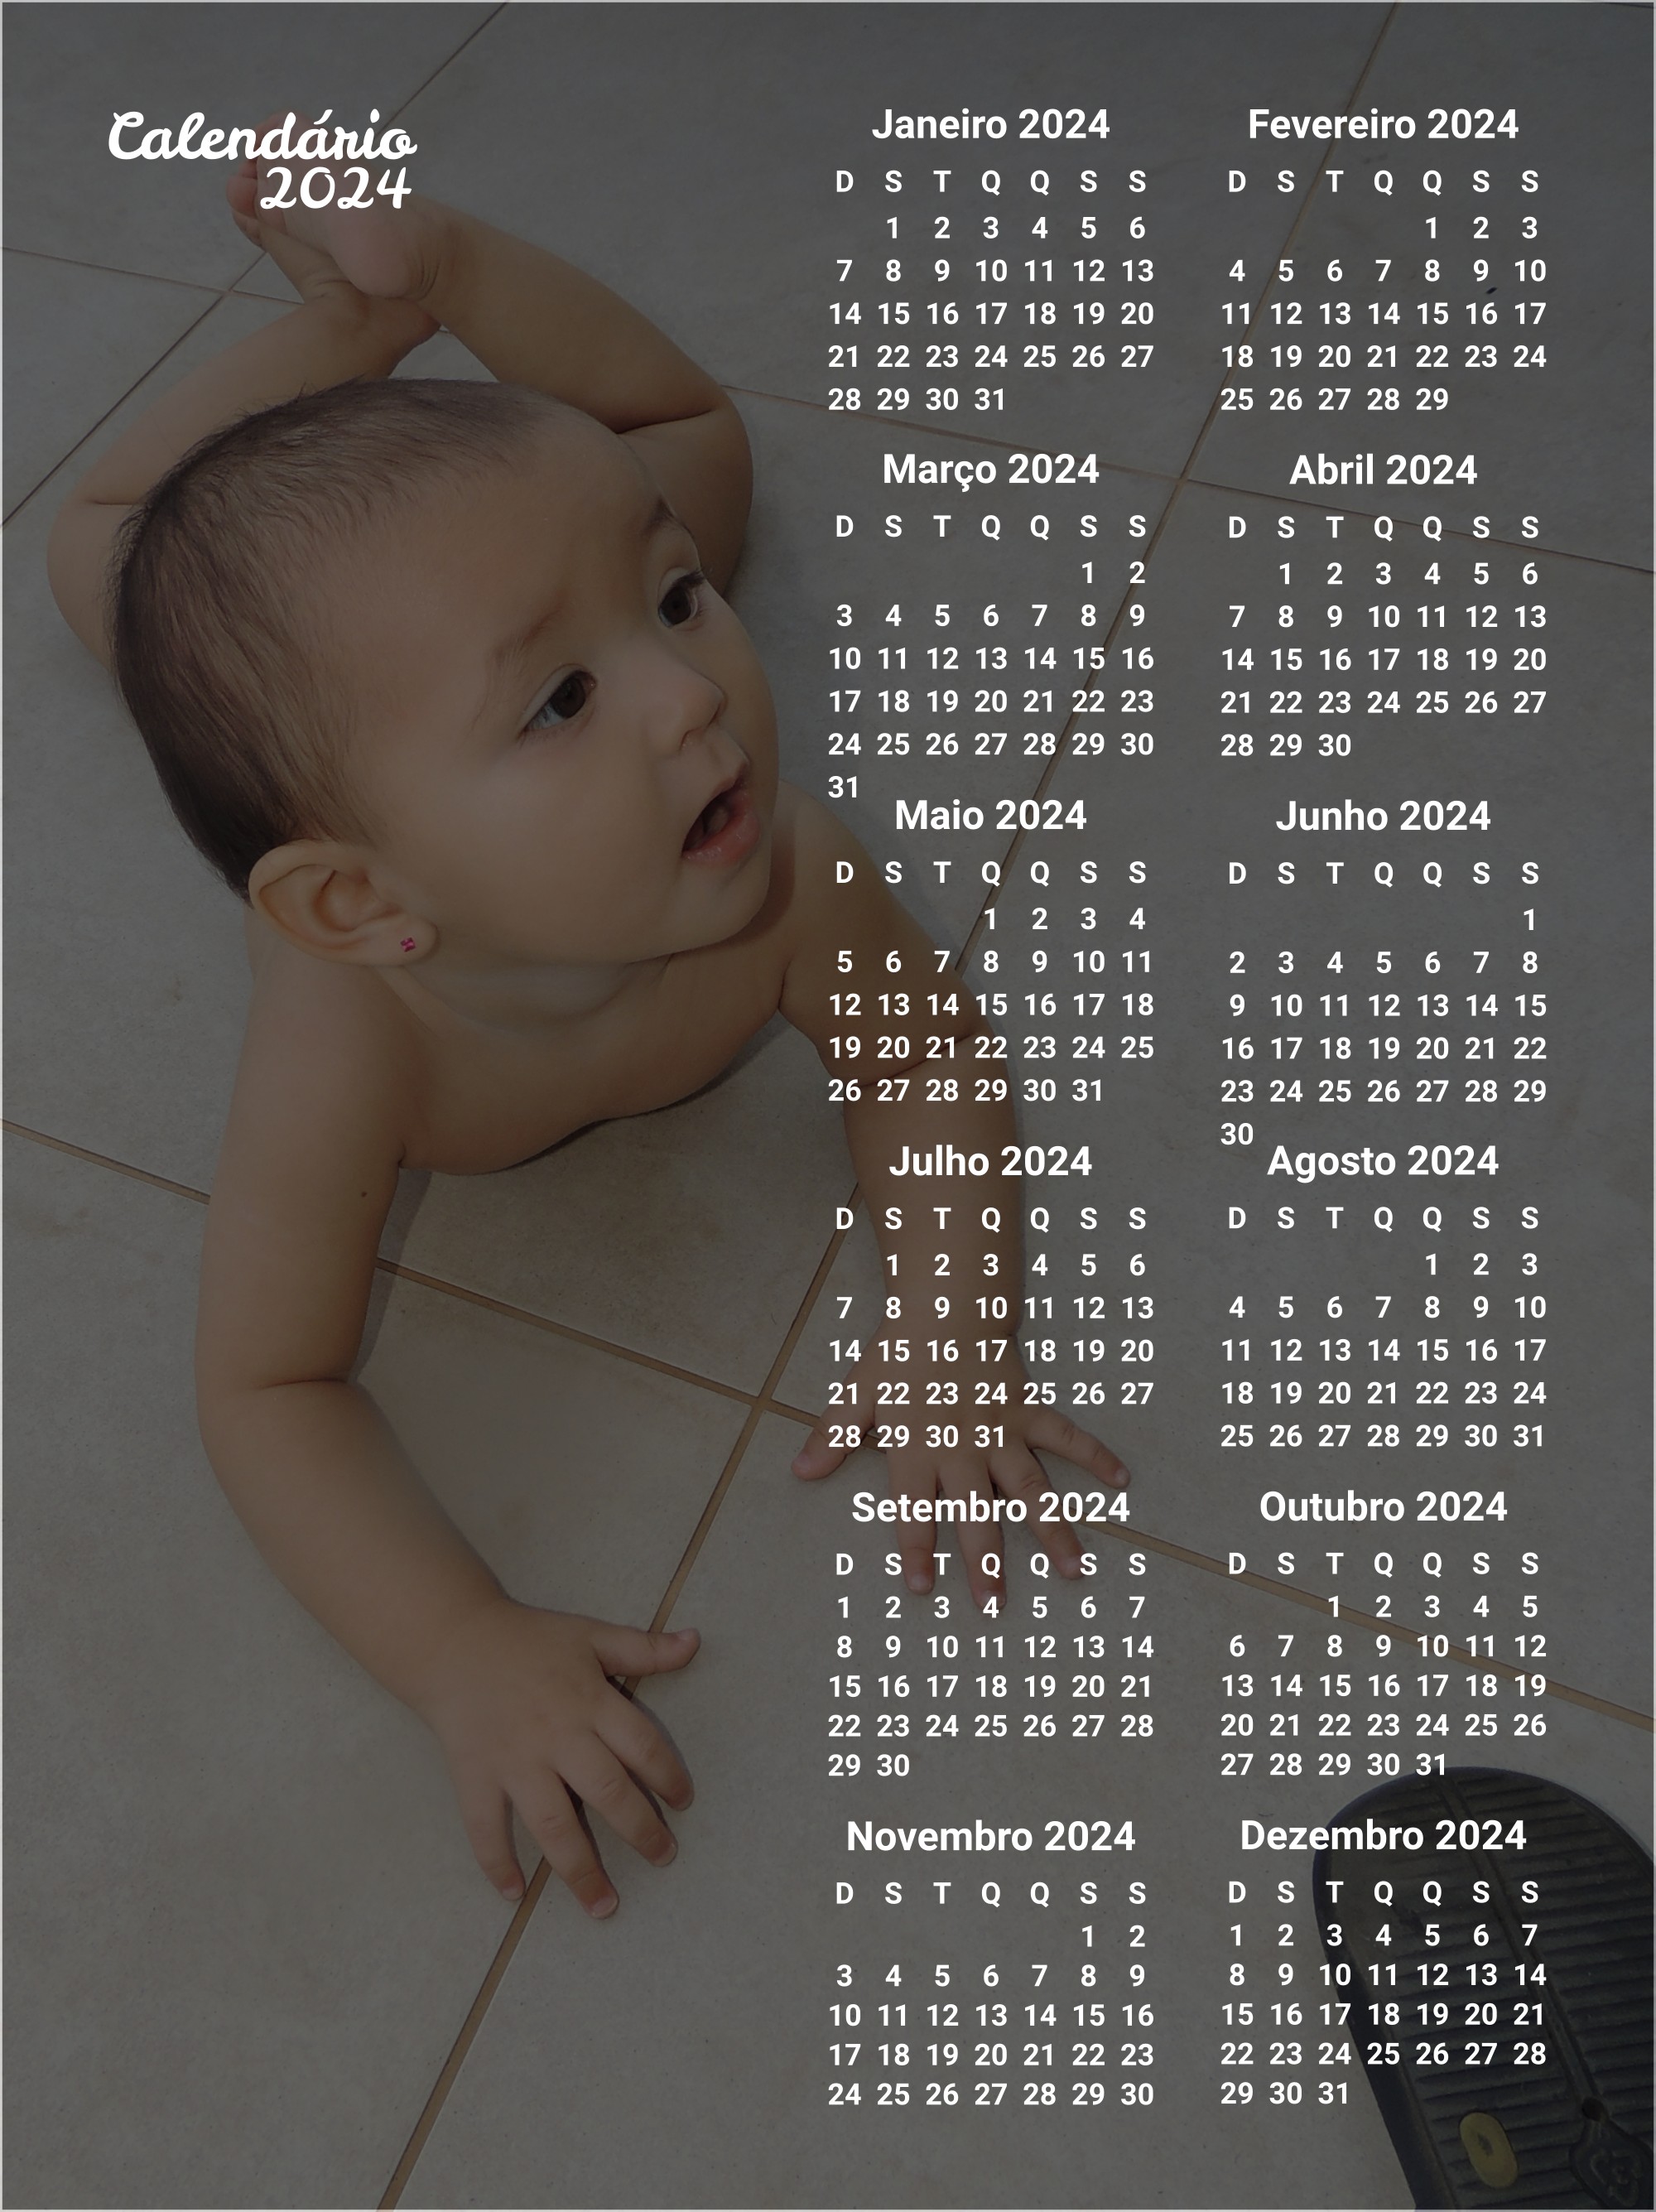 Calendário
2024
Janeiro 2024
D S T Q Q S S
1 2 3 4 5 6
7 8 9 10 11 12 13
14 15 16 17 18 19 20
21 22 23 24 25 26 27
28 29 30 31
Fevereiro 2024
D S T Q Q S S
1 2 3
4 5 6 7 8 9 10
11 12 13 14 15 16 17
18 19 20 21 22 23 24
25 26 27 28 29
Março 2024
D S T Q Q S S
1 2
3 4 5 6 7 8 9
10 11 12 13 14 15 16
17 18 19 20 21 22 23
24 25 26 27 28 29 30
31
Abril 2024
D S T Q Q S S
1 2 3 4 5 6
7 8 9 10 11 12 13
14 15 16 17 18 19 20
21 22 23 24 25 26 27
28 29 30
Maio 2024
D S T Q Q S S
1 2 3 4
5 6 7 8 9 10 11
12 13 14 15 16 17 18
19 20 21 22 23 24 25
26 27 28 29 30 31
Junho 2024
D S T Q Q S S
1
2 3 4 5 6 7 8
9 10 11 12 13 14 15
16 17 18 19 20 21 22
23 24 25 26 27 28 29
30
Julho 2024
D S T Q Q S S
1 2 3 4 5 6
7 8 9 10 11 12 13
14 15 16 17 18 19 20
21 22 23 24 25 26 27
28 29 30 31
Agosto 2024
D S T Q Q S S
1 2 3
4 5 6 7 8 9 10
11 12 13 14 15 16 17
18 19 20 21 22 23 24
25 26 27 28 29 30 31
Setembro 2024
D S T Q Q S S
1 2 3 4 5 6 7
8 9 10 11 12 13 14
15 16 17 18 19 20 21
22 23 24 25 26 27 28
29 30
Outubro 2024
D S T Q Q S S
1 2 3 4 5
6 7 8 9 10 11 12
13 14 15 16 17 18 19
20 21 22 23 24 25 26
27 28 29 30 31
Novembro 2024
D S T Q Q S S
1 2
3 4 5 6 7 8 9
10 11 12 13 14 15 16
17 18 19 20 21 22 23
24 25 26 27 28 29 30
Dezembro 2024
D S T Q Q S S
1 2 3 4 5 6 7
8 9 10 11 12 13 14
15 16 17 18 19 20 21
22 23 24 25 26 27 28
29 30 31